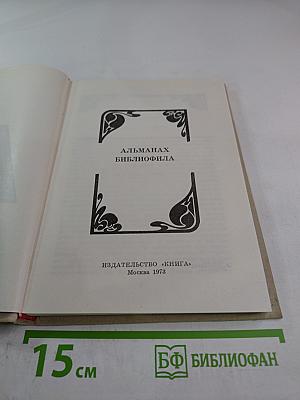 АЛЬМАНАХ
БИБЛИОФИЛА
ИЗДАТЕЛЬСТВО «КНИГА»
Москва 1973
15 см
БФ БИБЛИОФАН